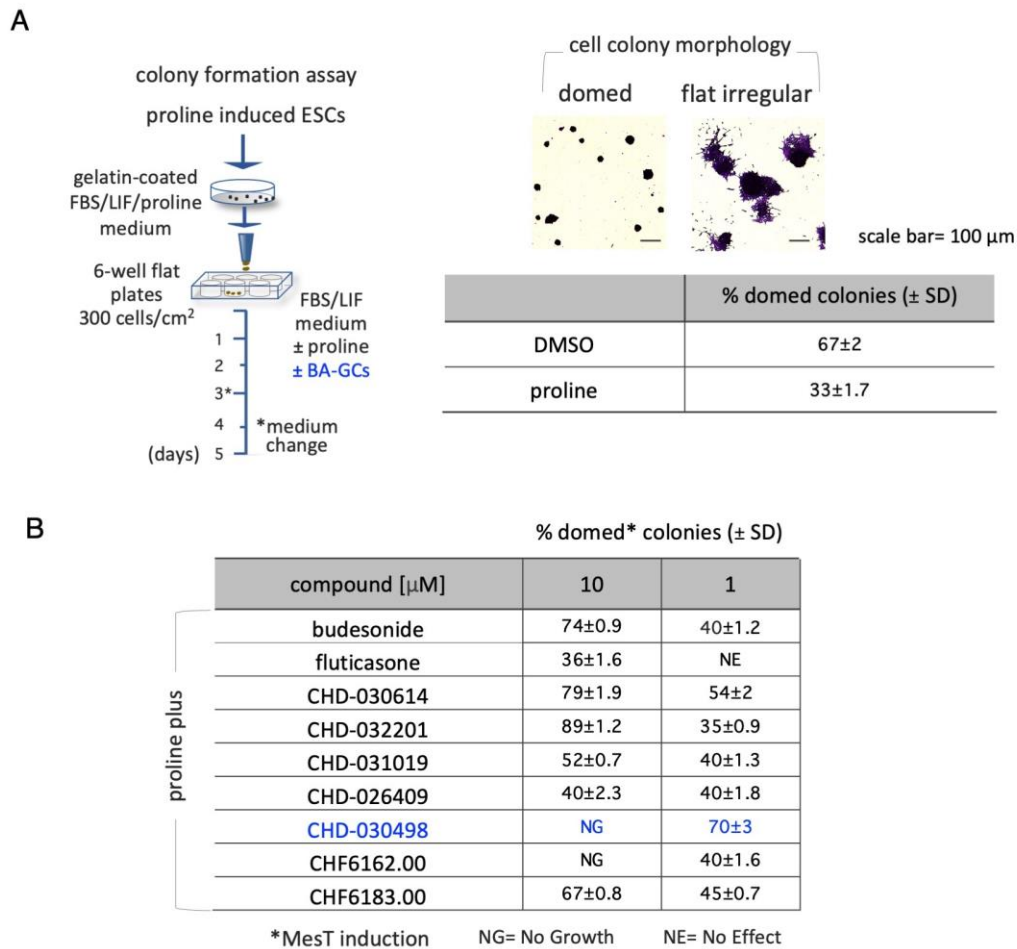 A
colony formation assay
proline induced ESCs
gelatin-coated
FBS/LIF/proline
medium
6-well flat
plates
300 cells/cm²
FBS/LIF
medium
± proline
± BA-GCs
1
2
3*
4
(days) 5
*medium
change
cell colony morphology
domed flat irregular
scale bar= 100 μm
% domed colonies (± SD)
DMSO 67±2
proline 33±1.7
B
% domed* colonies (± SD)
compound [μM] 10 1
proline plus
budesonide 74±0.9 40±1.2
fluticasone 36±1.6 NE
CHD-030614 79±1.9 54±2
CHD-032201 89±1.2 35±0.9
CHD-031019 52±0.7 40±1.3
CHD-026409 40±2.3 40±1.8
CHD-030498 NG 70±3
CHF6162.00 NG 40±1.6
CHF6183.00 67±0.8 45±0.7
*MesT induction NG= No Growth NE= No Effect